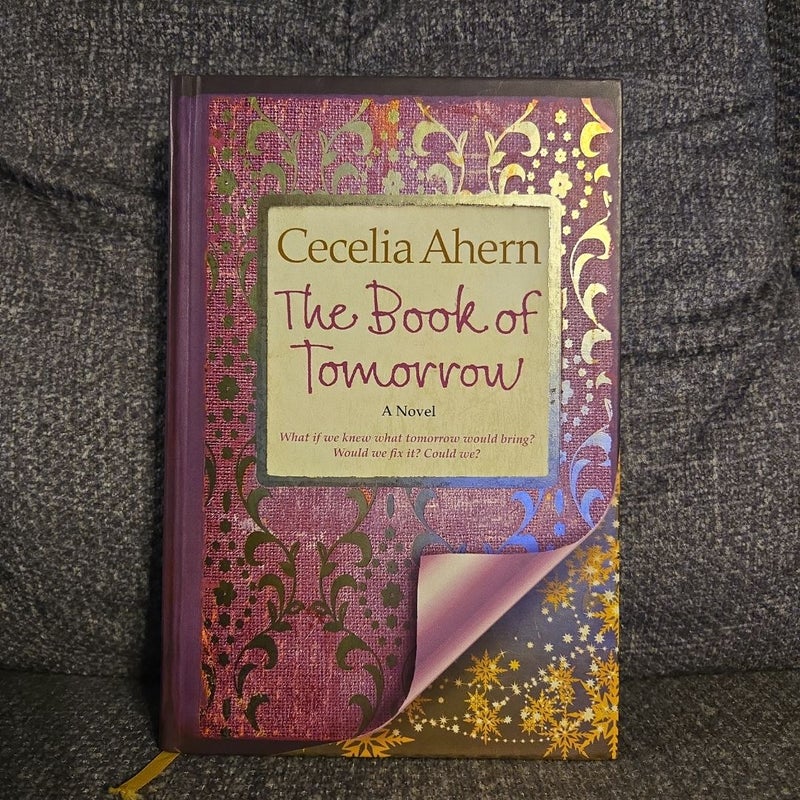 Cecelia Ahern
The Book of
Tomorrow
A Novel
What if we knew what tomorrow would bring?
Would we fix it? Could we?